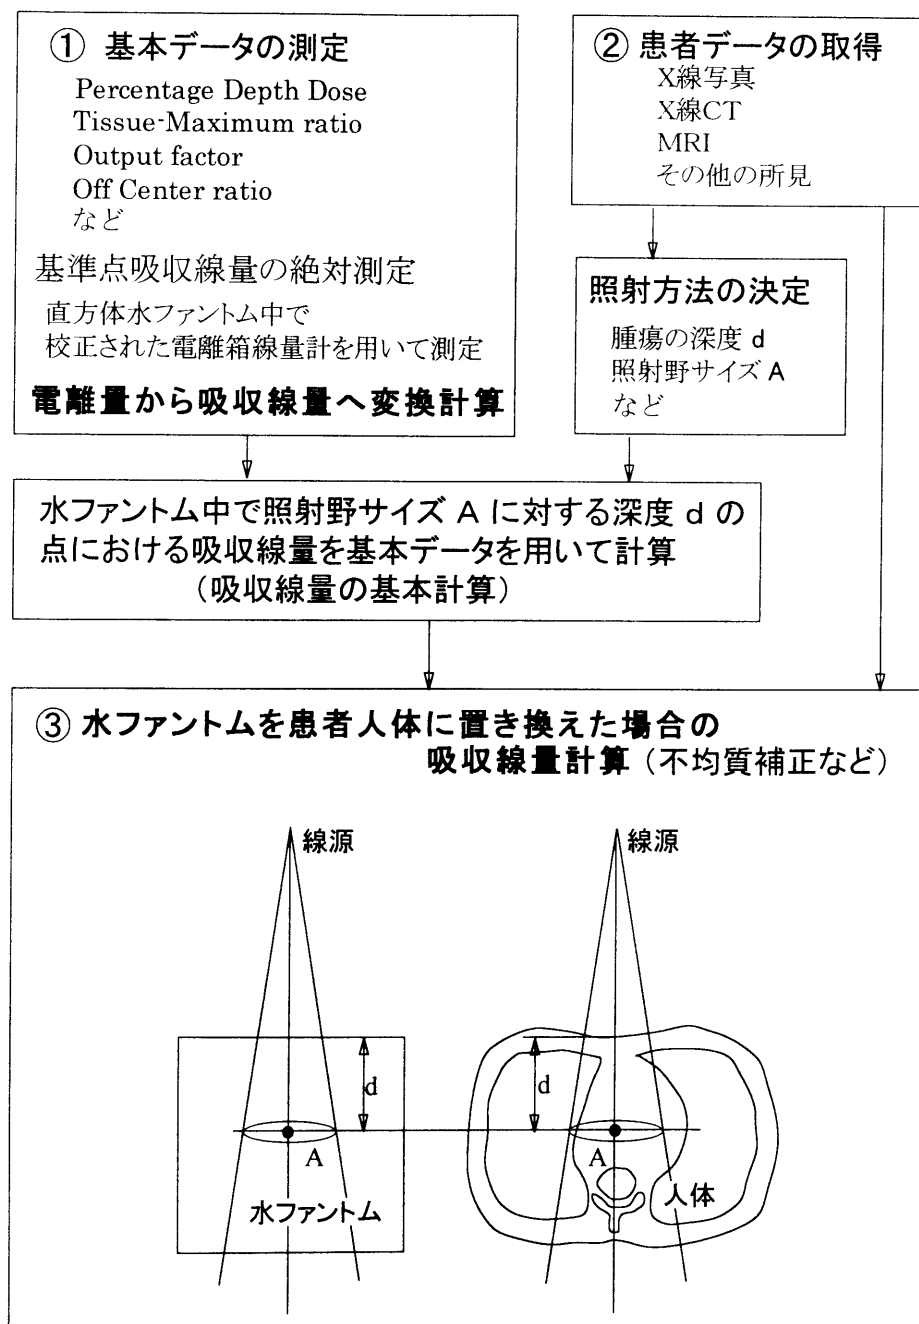 ① 基本データの測定
Percentage Depth Dose
Tissue-Maximum ratio
Output factor
Off Center ratio
など
基準点吸収線量の絶対測定
直方体水ファントム中で
校正された電離箱線量計を用いて測定
電離量から吸収線量へ変換計算
② 患者データの取得
X線写真
X線CT
MRI
その他の所見
照射方法の決定
腫瘍の深度 d
照射野サイズ A
など
水ファントム中で照射野サイズ A に対する深度 d の
点における吸収線量を基本データを用いて計算
（吸収線量の基本計算）
③ 水ファントムを患者人体に置き換えた場合の
吸収線量計算（不均質補正など）
線源
線源
d
d
A
A
水ファントム
人体